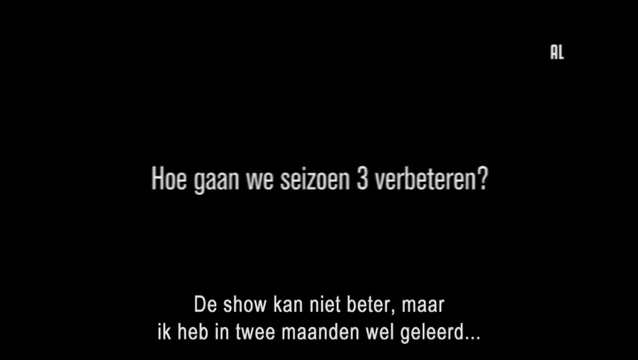 AL
Hoe gaan we seizoen 3 verbeteren?
De show kan niet beter, maar
ik heb in twee maanden wel geleerd...